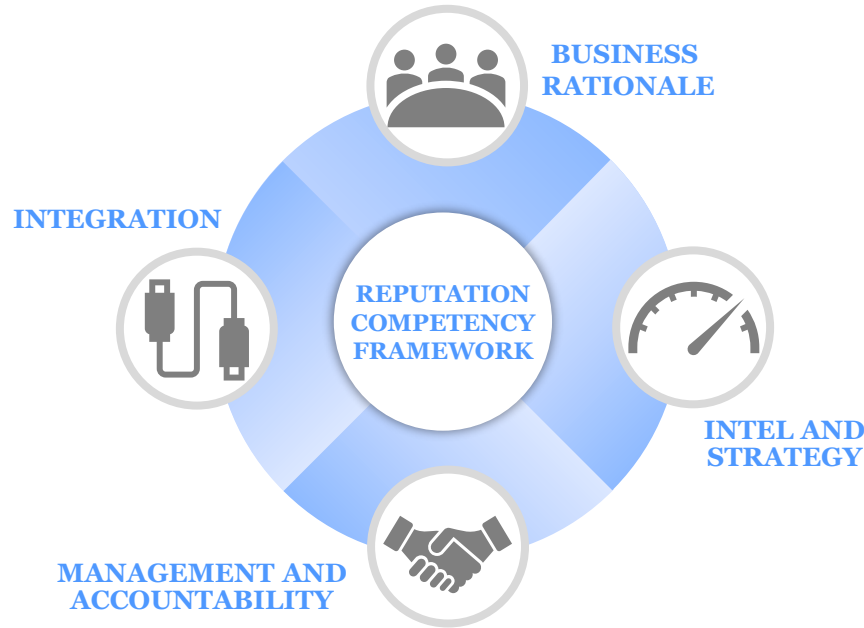 BUSINESS
RATIONALE
INTEGRATION
REPUTATION
COMPETENCY
FRAMEWORK
INTEL AND
STRATEGY
MANAGEMENT AND
ACCOUNTABILITY